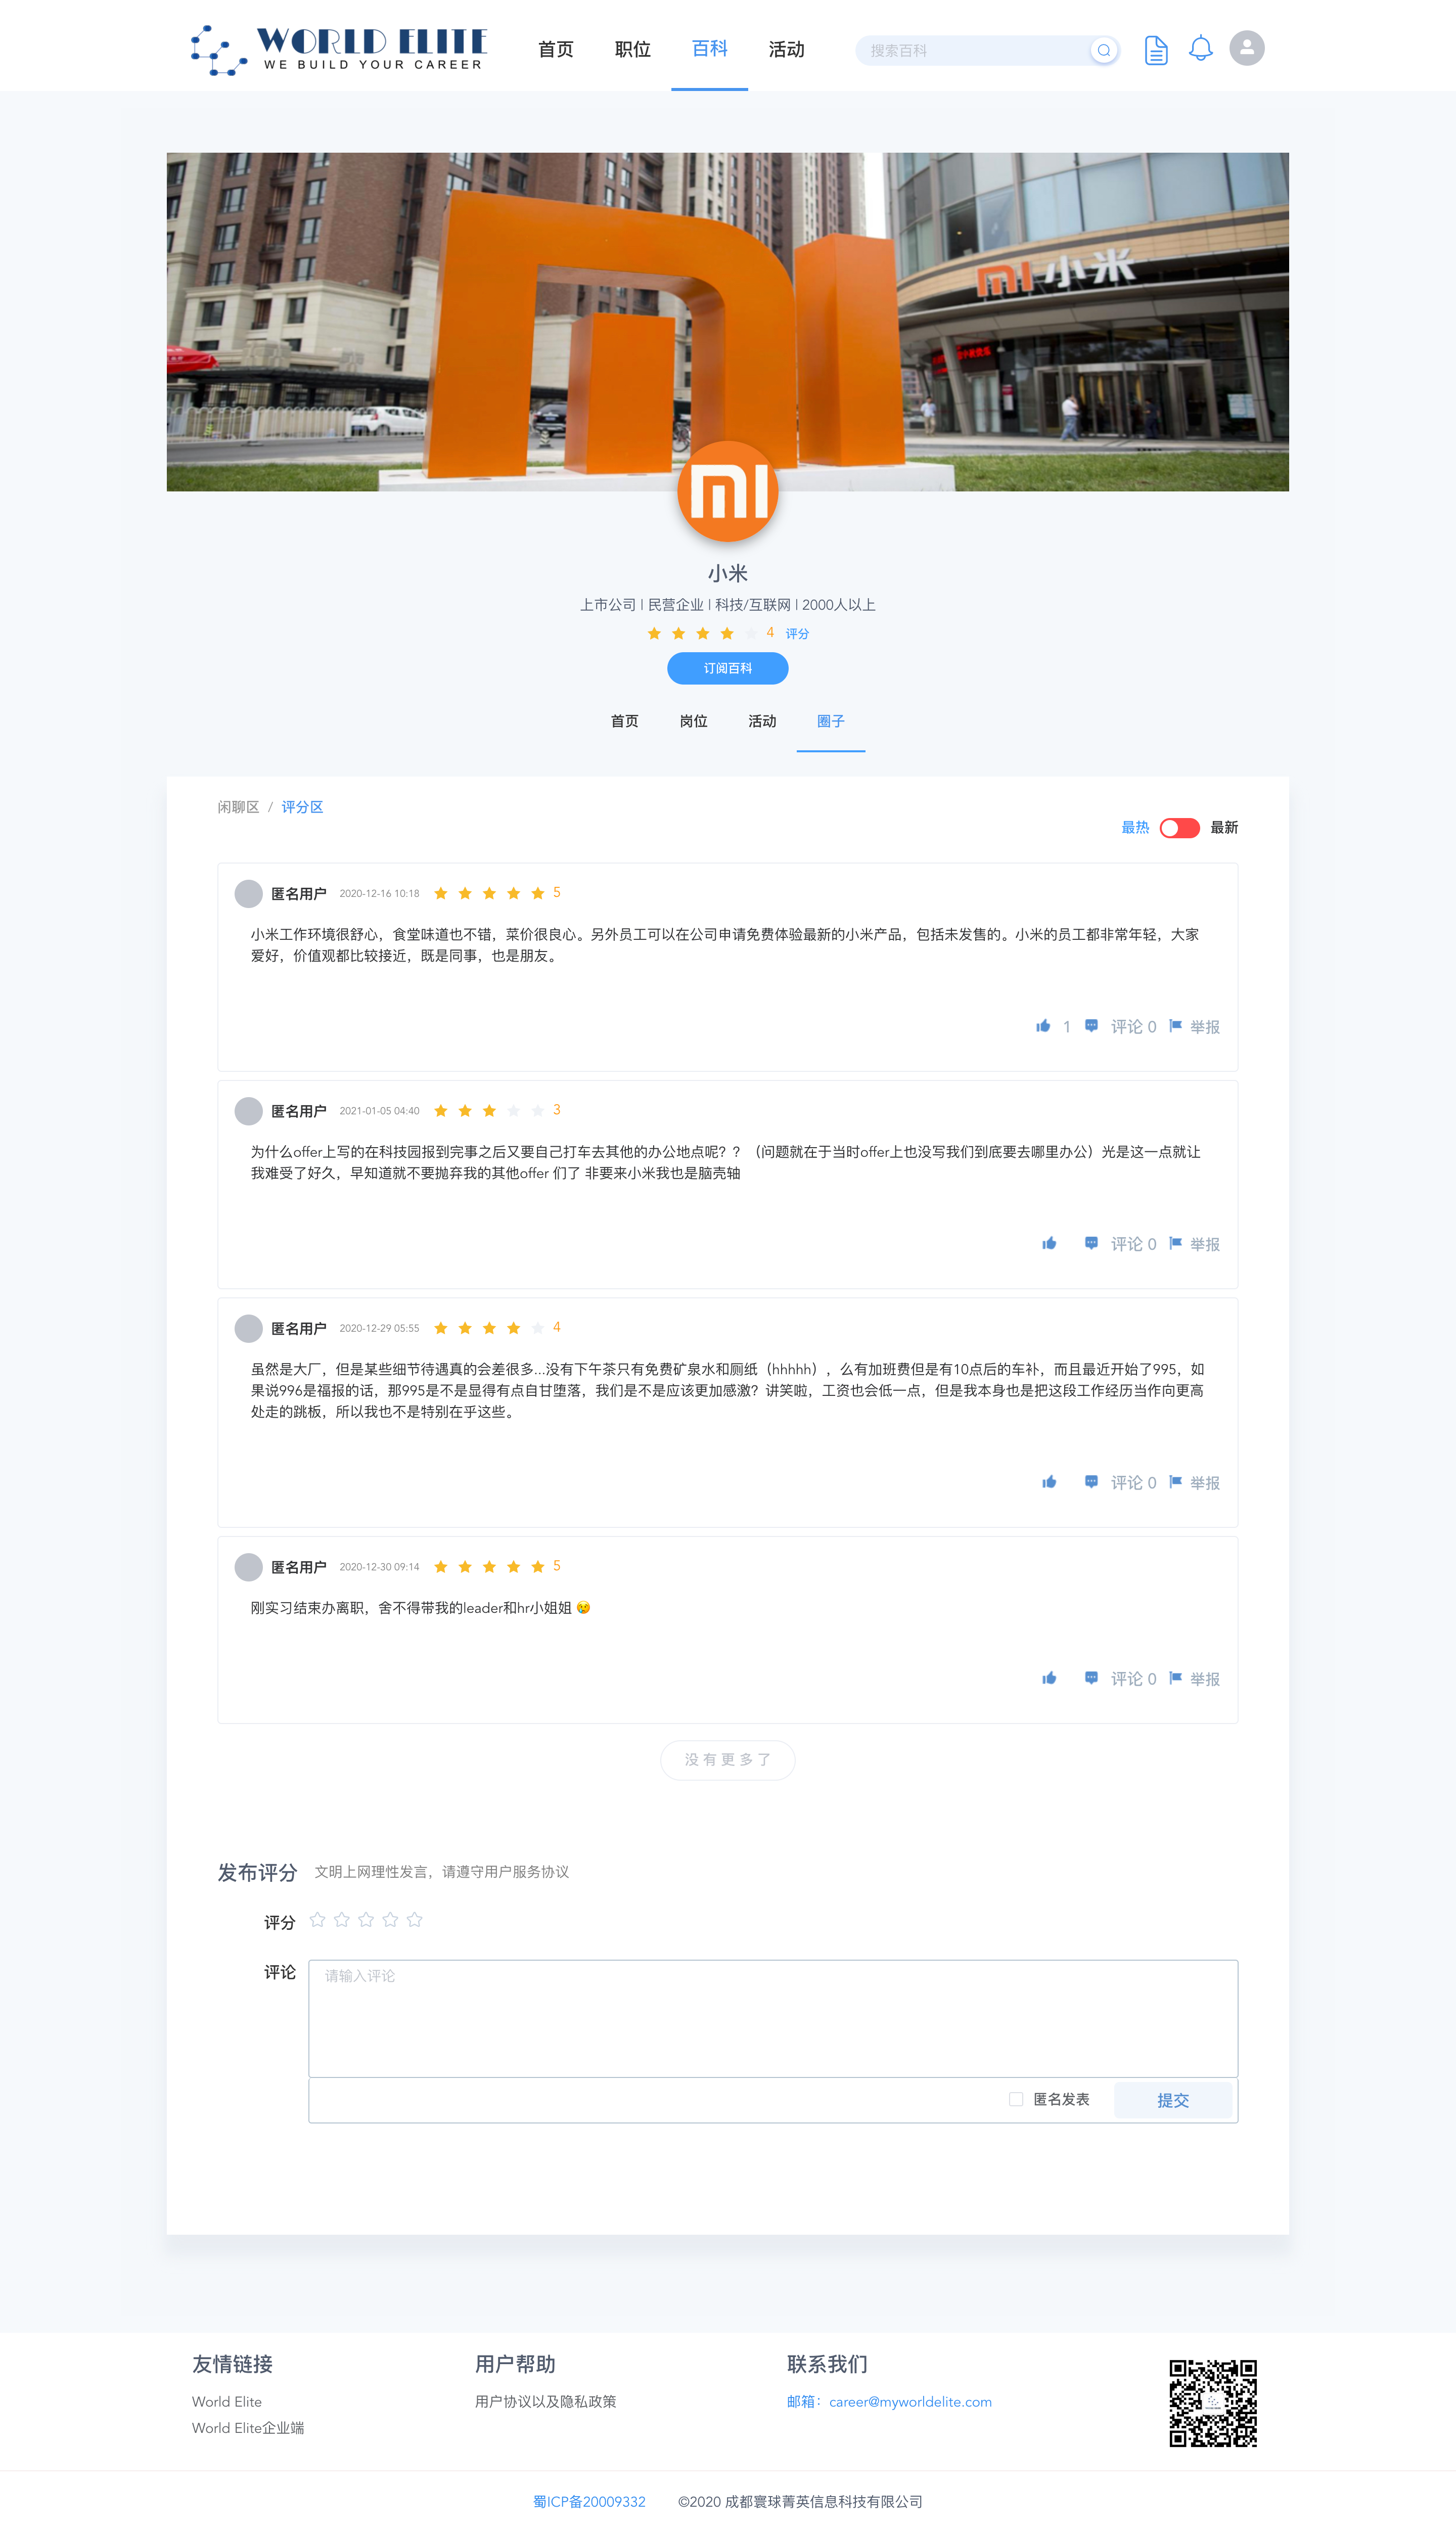 WORLD ELITE
WE BUILD YOUR CAREER
首页 职位 百科 活动
搜索百科
小米
小米
上市公司 | 民营企业 | 科技/互联网 | 2000人以上
4 评分
订阅百科
首页 岗位 活动 圈子
闲聊区 / 评分区
最热 最新
匿名用户 2020-12-16 10:18 5
小米工作环境很舒心，食堂味道也不错，菜价很良心。另外员工可以在公司申请免费体验最新的小米产品，包括未发售的。小米的员工都非常年轻，大家
爱好，价值观都比较接近，既是同事，也是朋友。
1 评论 0 举报
匿名用户 2021-01-05 04:40 3
为什么offer上写的在科技园报到完事之后又要自己打车去其他的办公地点呢？？（问题就在于当时offer上也没写我们到底要去哪里办公）光是这一点就让
我难受了好久，早知道就不要抛弃我的其他offer 们了 非要来小米我也是脑壳轴
评论 0 举报
匿名用户 2020-12-29 05:55 4
虽然是大厂，但是某些细节待遇真的会差很多...没有下午茶只有免费矿泉水和厕纸（hhhhh），么有加班费但是有10点后的车补，而且最近开始了995，如
果说996是福报的话，那995是不是显得有点自甘堕落，我们是不是应该更加感激？讲笑啦，工资也会低一点，但是我本身也是把这段工作经历当作向更高
处走的跳板，所以我也不是特别在乎这些。
评论 0 举报
匿名用户 2020-12-30 09:14 5
刚实习结束办离职，舍不得带我的leader和hr小姐姐 😢
评论 0 举报
没有更多了
发布评分 文明上网理性发言，请遵守用户服务协议
评分
评论 请输入评论
匿名发表 提交
友情链接 用户帮助 联系我们
World Elite 用户协议以及隐私政策 邮箱：career@myworldelite.com
World Elite企业端
蜀ICP备20009332 ©2020 成都寰球菁英信息科技有限公司